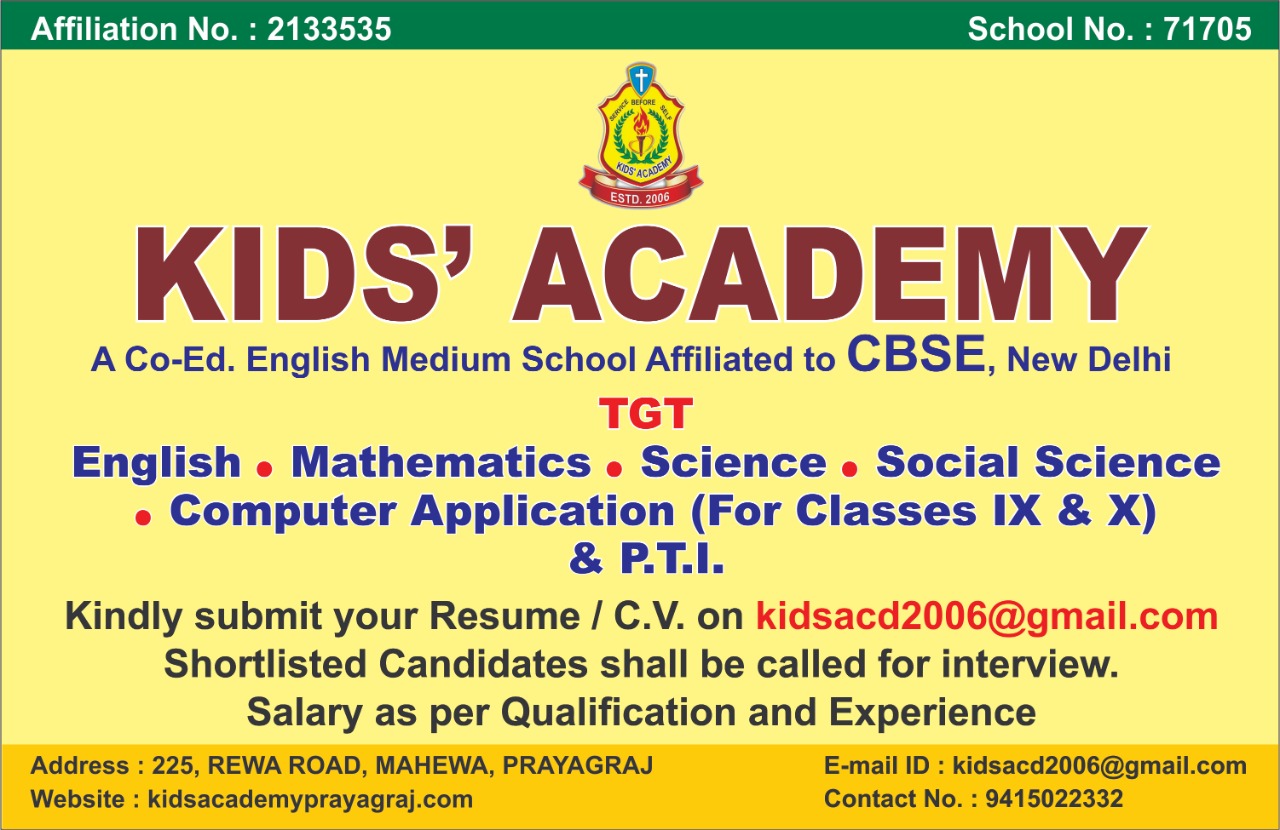 Affiliation No. : 2133535
School No. : 71705
SERVICE BEFORE SELF
KIDS' ACADEMY
ESTD. 2006
KIDS’ ACADEMY
A Co-Ed. English Medium School Affiliated to CBSE, New Delhi
TGT
English • Mathematics • Science • Social Science
• Computer Application (For Classes IX & X)
& P.T.I.
Kindly submit your Resume / C.V. on kidsacd2006@gmail.com
Shortlisted Candidates shall be called for interview.
Salary as per Qualification and Experience
Address : 225, REWA ROAD, MAHEWA, PRAYAGRAJ
Website : kidsacademyprayagraj.com
E-mail ID : kidsacd2006@gmail.com
Contact No. : 9415022332